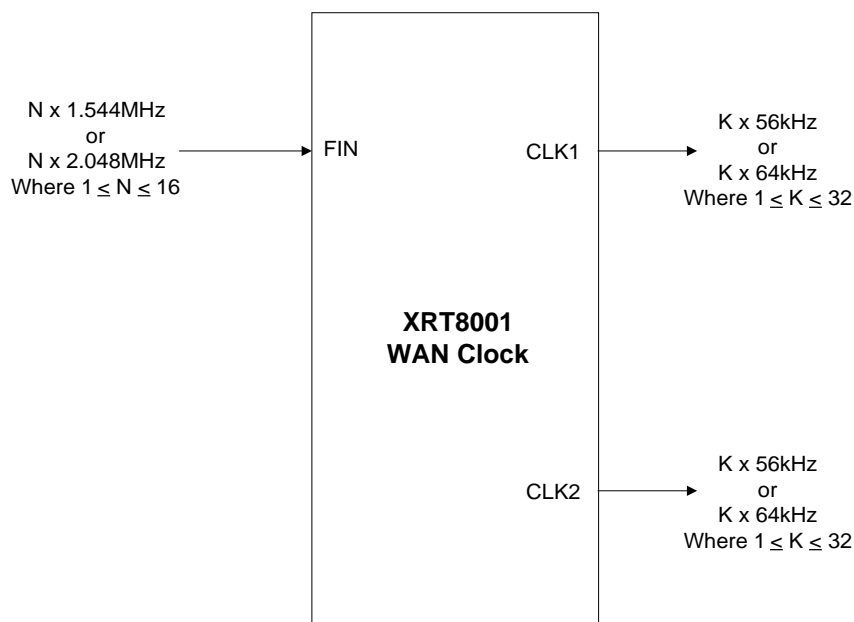 N x 1.544MHz
or
N x 2.048MHz
Where 1 ≤ N ≤ 16
FIN
CLK1
K x 56kHz
or
K x 64kHz
Where 1 ≤ K ≤ 32
XRT8001
WAN Clock
CLK2
K x 56kHz
or
K x 64kHz
Where 1 ≤ K ≤ 32